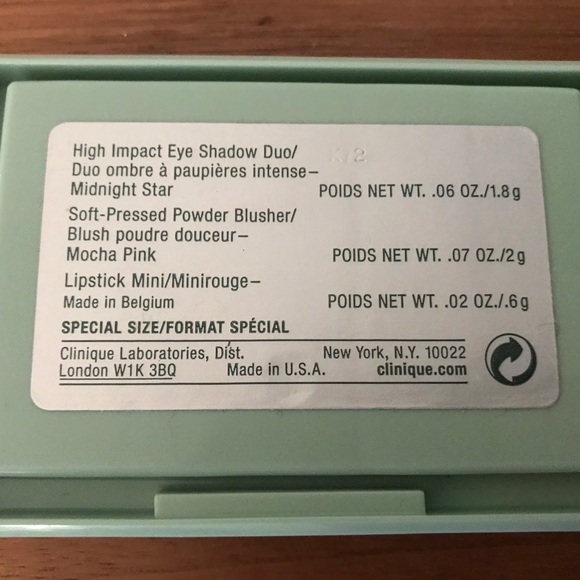 High Impact Eye Shadow Duo/
Duo ombre à paupières intense–
Midnight Star POIDS NET WT. .06 OZ./1.8 g
Soft-Pressed Powder Blusher/
Blush poudre douceur–
Mocha Pink POIDS NET WT. .07 OZ./2 g
Lipstick Mini/Minirouge–
Made in Belgium POIDS NET WT. .02 OZ./.6 g
SPECIAL SIZE/FORMAT SPÉCIAL
Clinique Laboratories, Dist. New York, N.Y. 10022
London W1K 3BQ Made in U.S.A. clinique.com